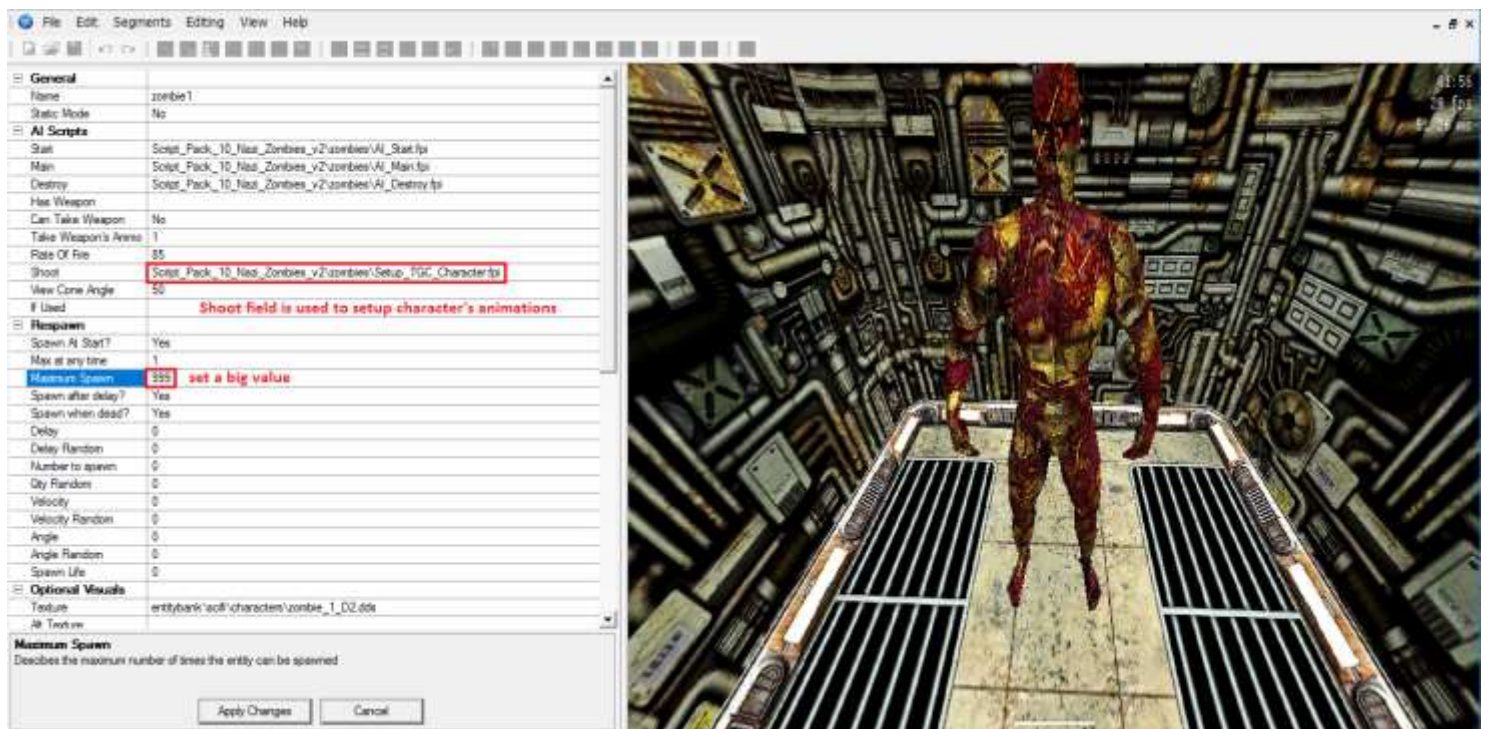 File Edit Segments Editing View Help
General
Name zombie1
Static Mode No
AI Scripts
Start Script_Pack_10_Nazi_Zombies_v2\zombies\AI_Start.fpi
Main Script_Pack_10_Nazi_Zombies_v2\zombies\AI_Main.fpi
Destroy Script_Pack_10_Nazi_Zombies_v2\zombies\AI_Destroy.fpi
Has Weapon
Can Take Weapon No
Take Weapon's Ammo 1
Rate Of Fire 85
Shoot Script_Pack_10_Nazi_Zombies_v2\zombies\Setup_TGC_Character.fpi
View Cone Angle 50
If Used Shoot field is used to setup character's animations
Respawn
Spawn At Start? Yes
Max at any time 1
Maximum Spawn 999 set a big value
Spawn after delay? Yes
Spawn when dead? Yes
Delay 0
Delay Random 0
Number to spawn 0
Qty Random 0
Velocity 0
Velocity Random 0
Angle 0
Angle Random 0
Spawn Life 0
Optional Visuals
Texture entitybank\scifi\characters\zombie_1_D2.dds
Alt Texture
Maximum Spawn
Describes the maximum number of times the entity can be spawned
Apply Changes Cancel
fps